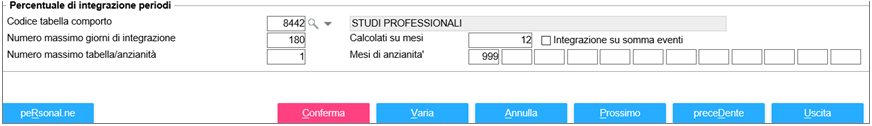 Percentuale di integrazione periodi
Codice tabella comporto 8442 STUDI PROFESSIONALI
Numero massimo giorni di integrazione 180 Calcolati su mesi 12 Integrazione su somma eventi
Numero massimo tabella/anzianità 1 Mesi di anzianita' 999
peRsonal.ne Conferma Varia Annulla Prossimo preceDente Uscita